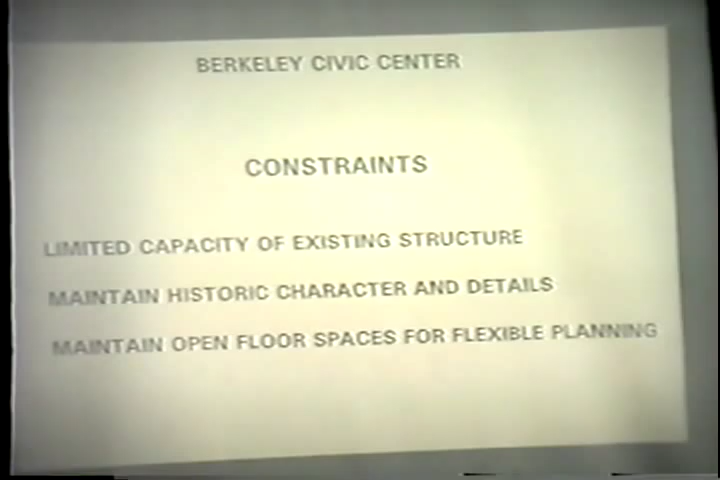 BERKELEY CIVIC CENTER
CONSTRAINTS
LIMITED CAPACITY OF EXISTING STRUCTURE
MAINTAIN HISTORIC CHARACTER AND DETAILS
MAINTAIN OPEN FLOOR SPACES FOR FLEXIBLE PLANNING